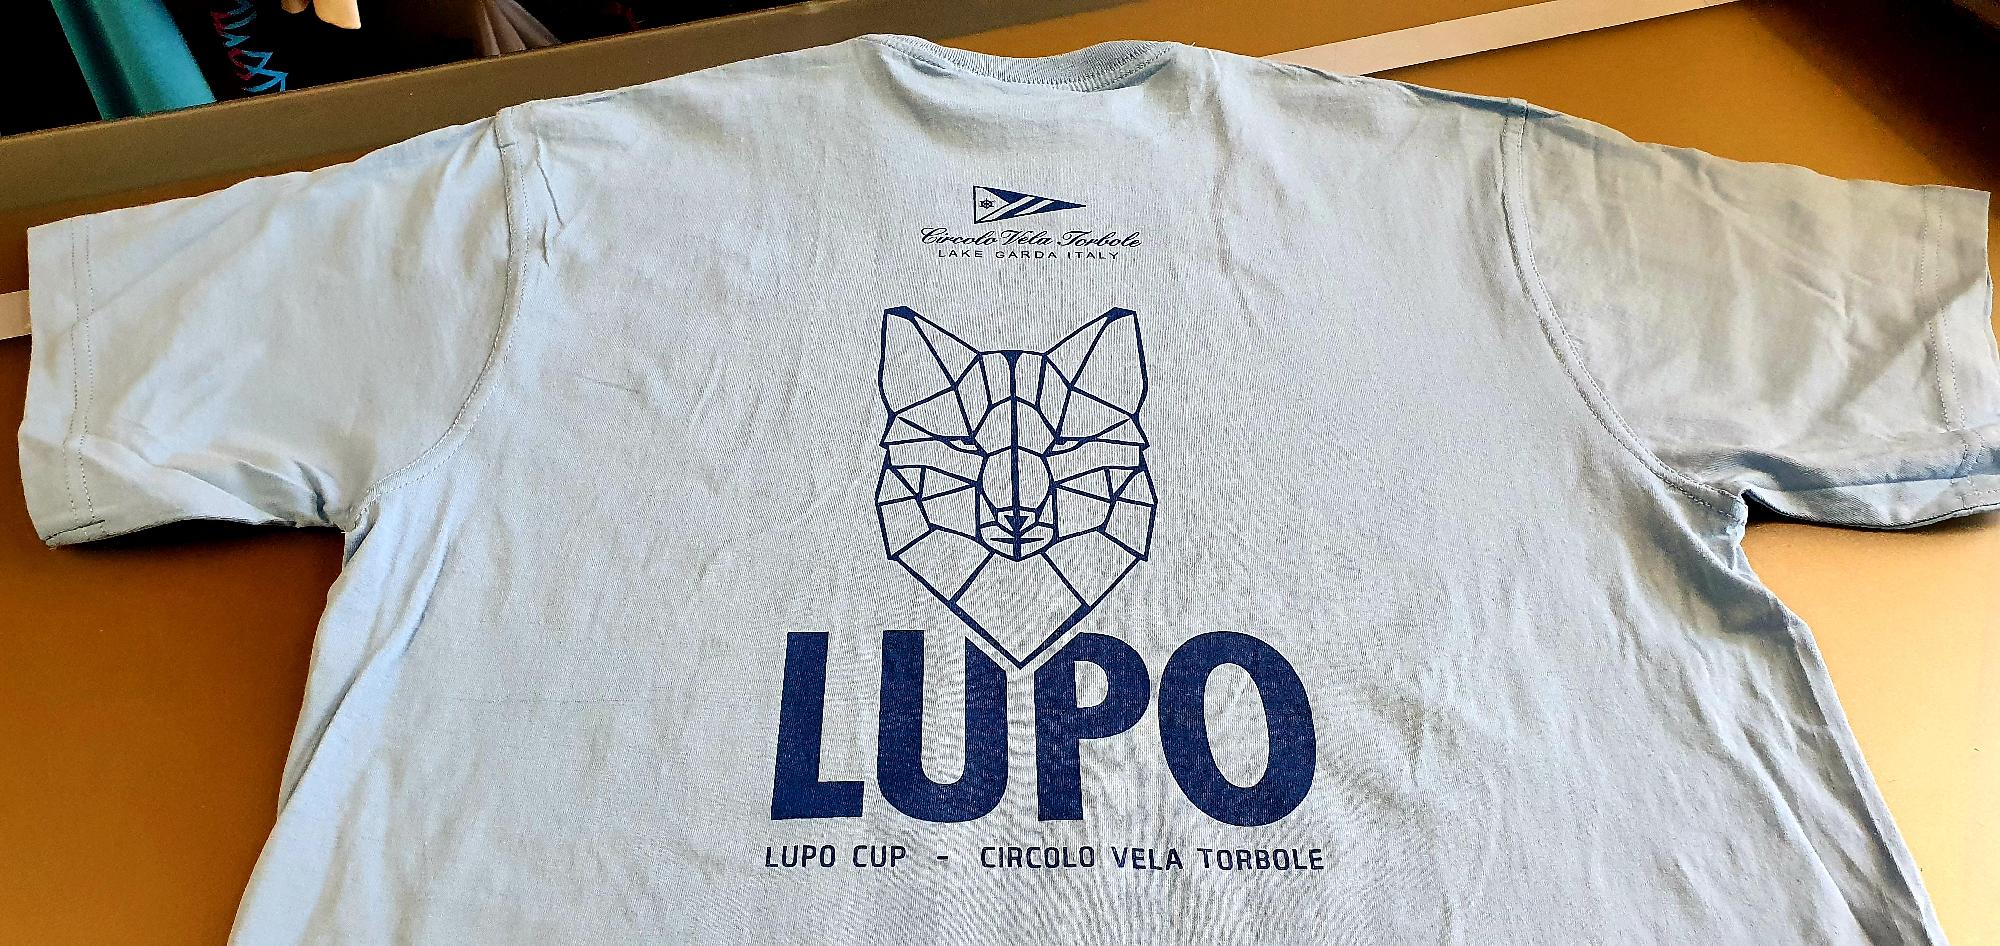 Circolo Vela Torbole
LAKE GARDA ITALY
LUPO
LUPO CUP - CIRCOLO VELA TORBOLE